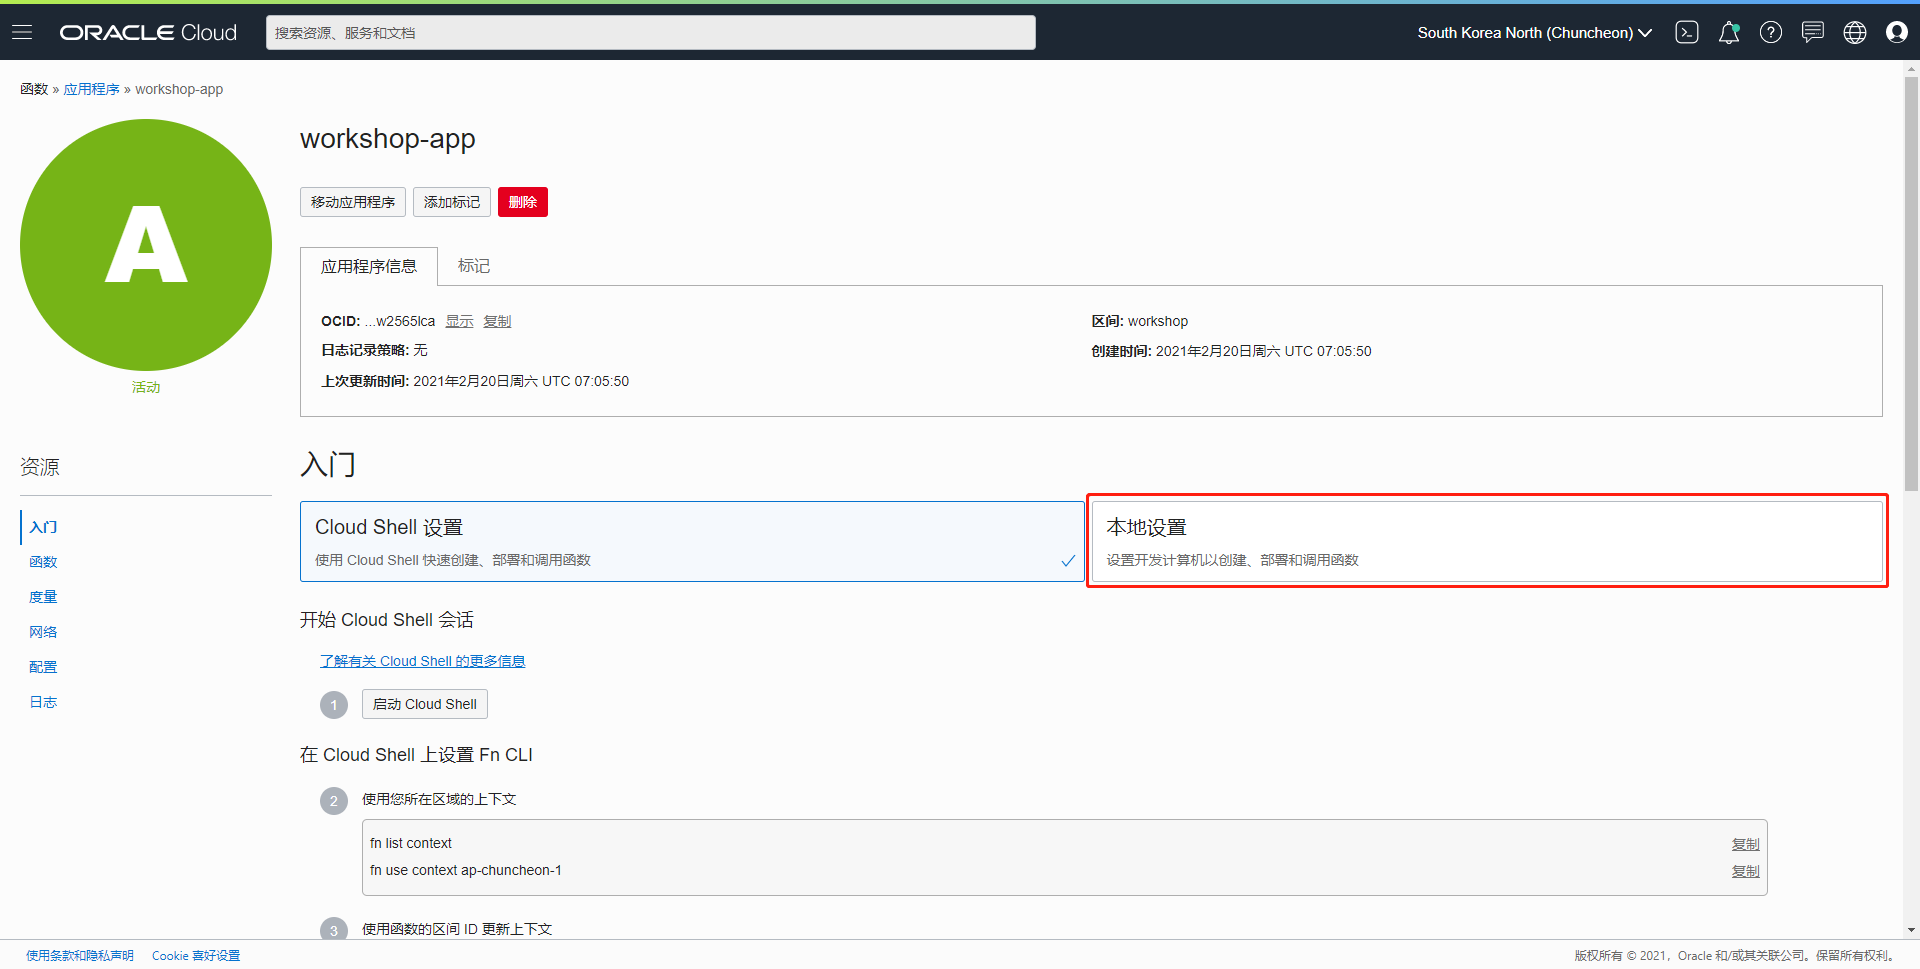 ORACLE Cloud
搜索资源、服务和文档
South Korea North (Chuncheon)
函数 » 应用程序 » workshop-app
A
活动
workshop-app
移动应用程序 添加标记 删除
应用程序信息 标记
OCID: ...w2565lca 显示 复制
区间: workshop
日志记录策略: 无
创建时间: 2021年2月20日周六 UTC 07:05:50
上次更新时间: 2021年2月20日周六 UTC 07:05:50
资源
入门
函数
度量
网络
配置
日志
入门
Cloud Shell 设置
使用 Cloud Shell 快速创建、部署和调用函数
本地设置
设置开发计算机以创建、部署和调用函数
开始 Cloud Shell 会话
了解有关 Cloud Shell 的更多信息
1 启动 Cloud Shell
在 Cloud Shell 上设置 Fn CLI
2 使用您所在区域的上下文
fn list context 复制
fn use context ap-chuncheon-1 复制
3 使用函数的区间 ID 更新上下文
使用条款和隐私声明 Cookie 喜好设置
版权所有 © 2021，Oracle 和/或其关联公司。保留所有权利。